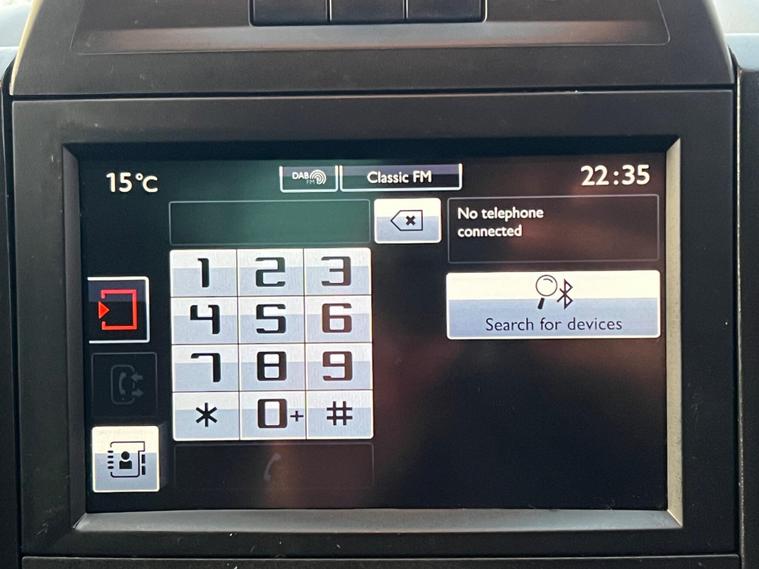 15°C
DAB
FM
Classic FM
22:35
No telephone
connected
1 2 3
4 5 6
7 8 9
* 0+ #
Search for devices